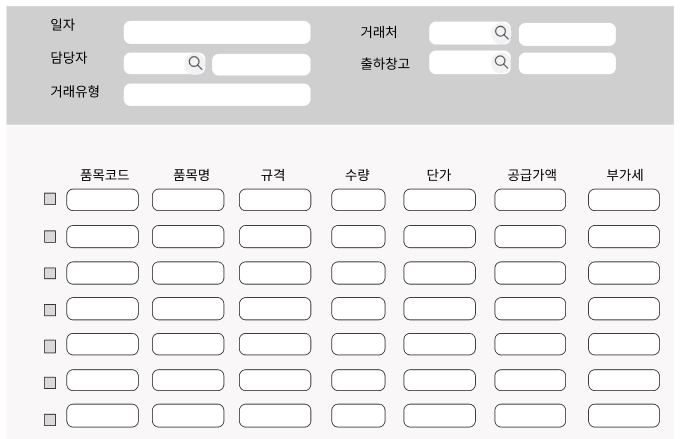 일자
거래처
담당자
출하창고
거래유형
품목코드 품목명 규격 수량 단가 공급가액 부가세